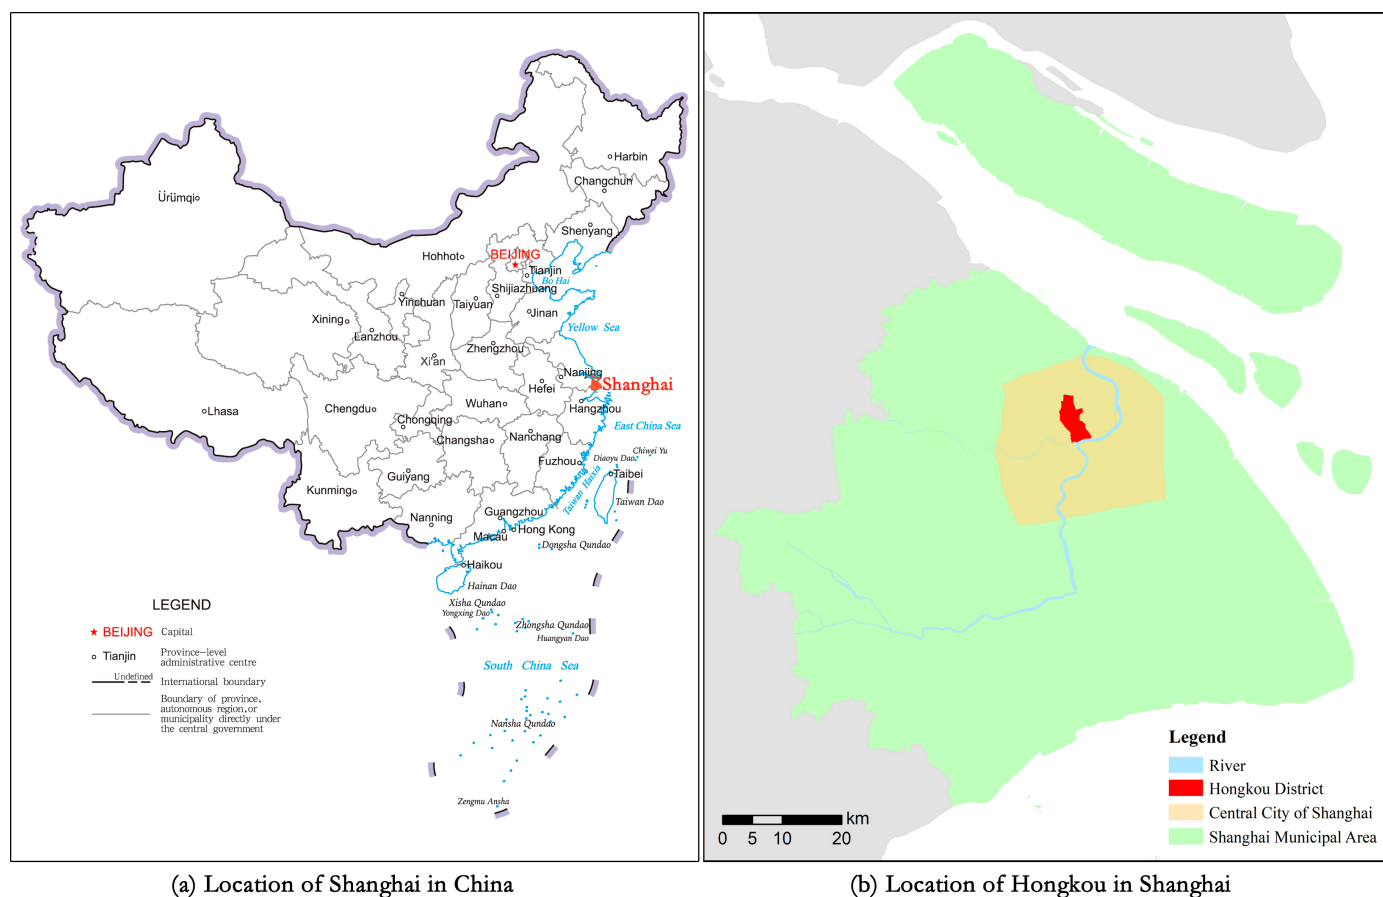 Harbin
Changchun
Ürümqi
Shenyang
Hohhot
BEIJING
Tianjin
Bo Hai
Shijiazhuang
Yinchuan
Taiyuan
Jinan
Xining
Lanzhou
Yellow Sea
Zhengzhou
Xi'an
Nanjing
Shanghai
Hefei
Lhasa
Chengdu
Wuhan
Hangzhou
Chongqing
East China Sea
Changsha
Nanchang
Chiwei Yu
Fuzhou
Diaoyu Dao
Guiyang
Taibei
Taiwan Haixia
Kunming
Taiwan Dao
Guangzhou
Nanning
Hong Kong
Macau
Dongsha Qundao
Haikou
Hainan Dao
Xisha Qundao
Yongxing Dao
Zhongsha Qundao
Huangyan Dao
South China Sea
Nansha Qundao
Zengmu Ansha
LEGEND
BEIJING Capital
Tianjin Province-level
administrative centre
Undefined International boundary
Boundary of province,
autonomous region,or
municipality directly under
the central government
(a) Location of Shanghai in China
Legend
River
Hongkou District
Central City of Shanghai
Shanghai Municipal Area
km
0 5 10 20
(b) Location of Hongkou in Shanghai